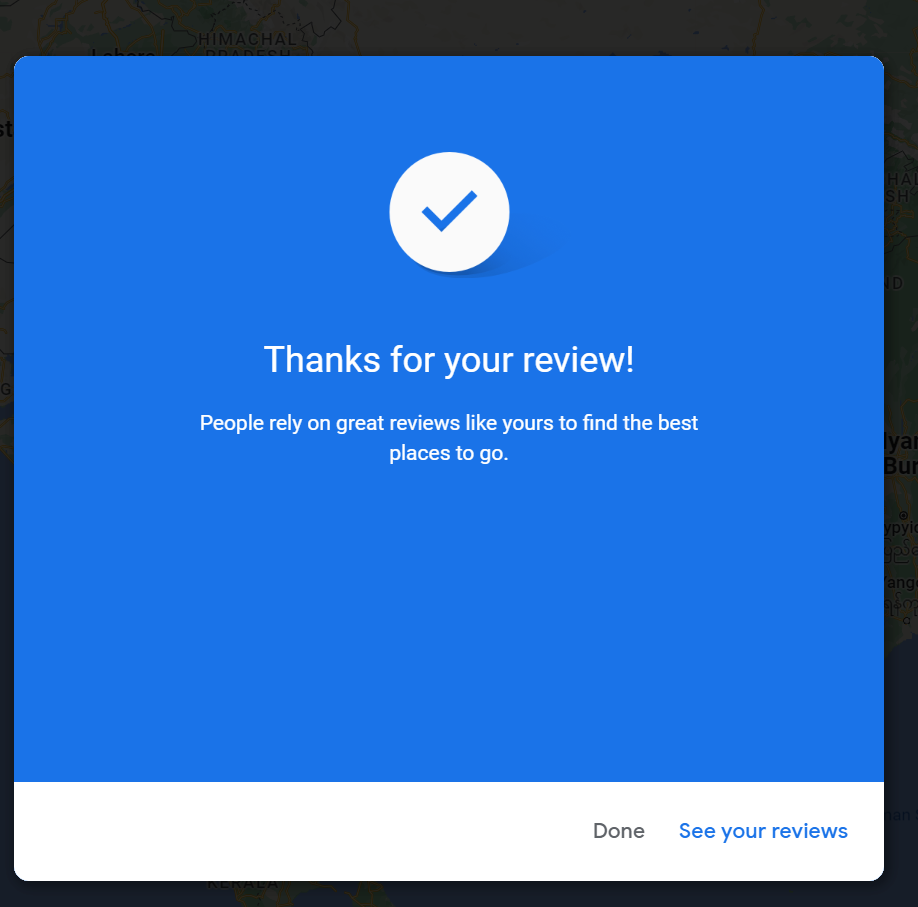 HIMACHAL
PRADESH
Lahore
Thanks for your review!
People rely on great reviews like yours to find the best
places to go.
Done
See your reviews
KERALA